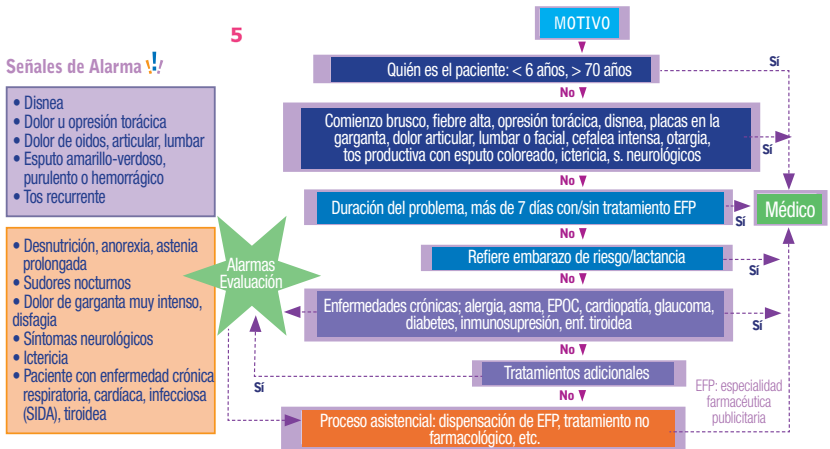 5
MOTIVO
Señales de Alarma !!
• Disnea
• Dolor u opresión torácica
• Dolor de oidos, articular, lumbar
• Esputo amarillo-verdoso,
purulento o hemorrágico
• Tos recurrente
• Desnutrición, anorexia, astenia
prolongada
• Sudores nocturnos
• Dolor de garganta muy intenso,
disfagia
• Síntomas neurológicos
• Ictericia
• Paciente con enfermedad crónica
respiratoria, cardíaca, infecciosa
(SIDA), tiroidea
Alarmas
Evaluación
Quién es el paciente: < 6 años, > 70 años
Sí
No
Comienzo brusco, fiebre alta, opresión torácica, disnea, placas en la
garganta, dolor articular, lumbar o facial, cefalea intensa, otargia,
tos productiva con esputo coloreado, ictericia, s. neurológicos
Sí
No
Duración del problema, más de 7 días con/sin tratamiento EFP
Sí
Médico
No
Refiere embarazo de riesgo/lactancia
Sí
No
Enfermedades crónicas; alergia, asma, EPOC, cardiopatía, glaucoma,
diabetes, inmunosupresión, enf. tiroidea
Sí
No
Tratamientos adicionales
Sí
No
Proceso asistencial: dispensación de EFP, tratamiento no
farmacológico, etc.
EFP: especialidad
farmacéutica
publicitaria